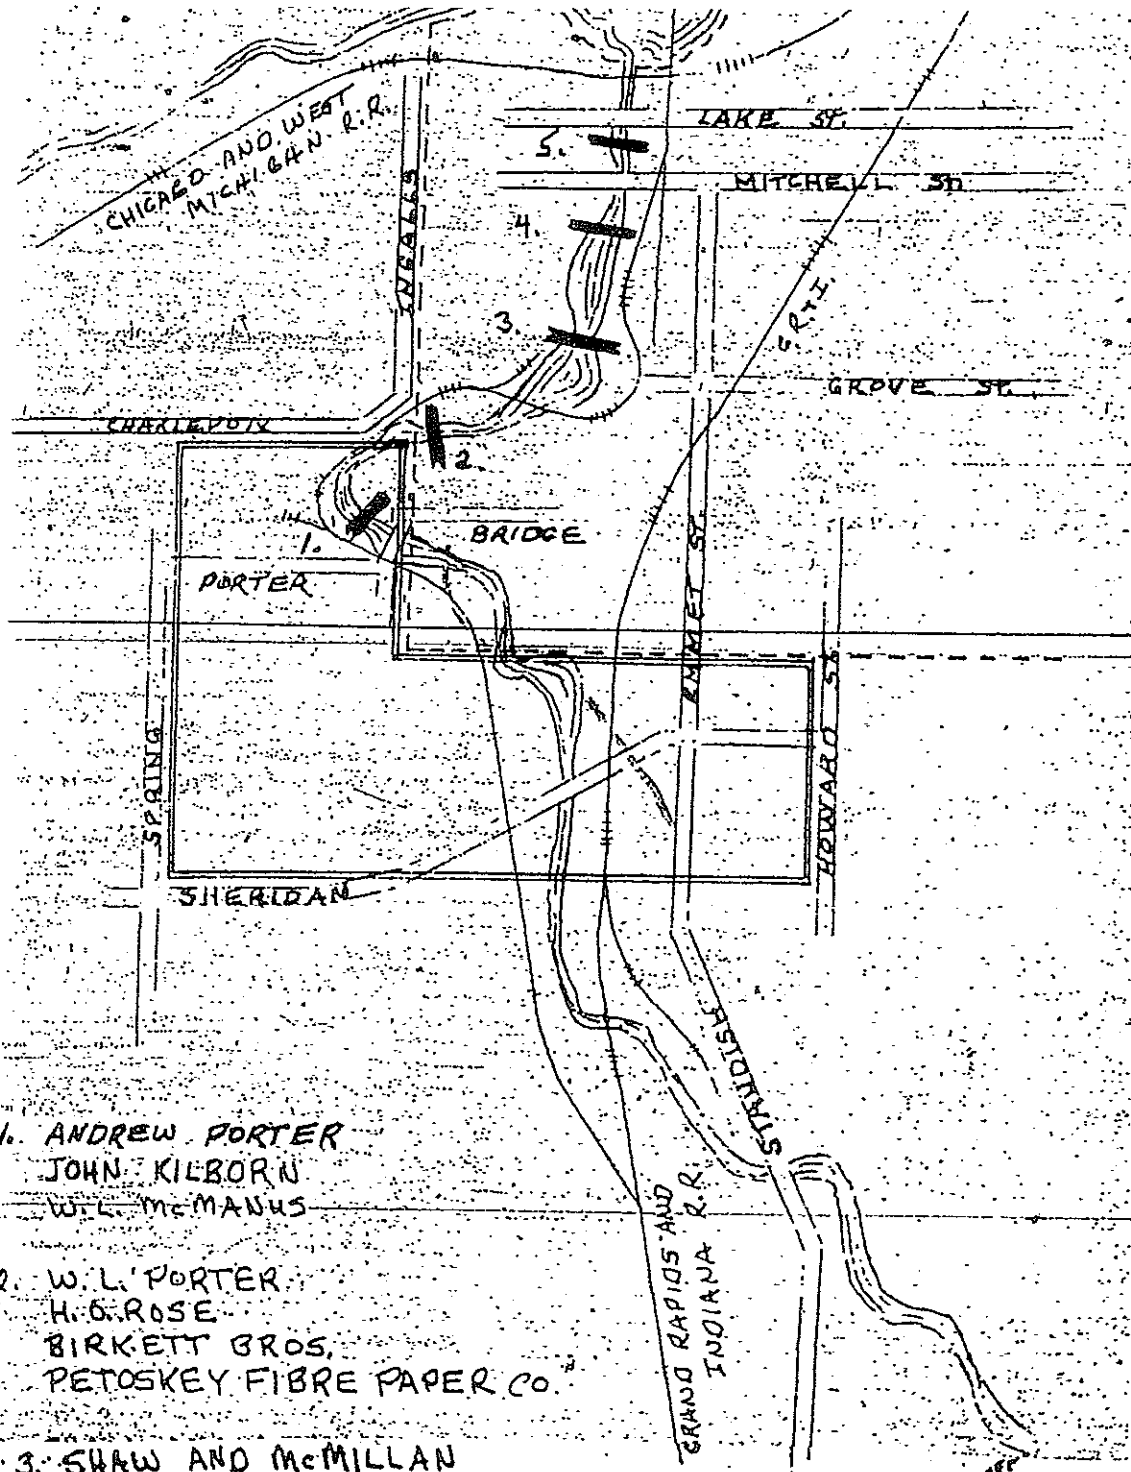 CHICAGO AND WEST
MICHIGAN R.R.
INGALLS
LAKE ST.
5.
MITCHELL ST.
4.
3.
G.R.&I.
GROVE ST.
CHARLEVOIX
2.
1.
BRIDGE
PORTER
EMMET ST.
SPRING
HOWARD ST.
SHERIDAN
STANDISH
GRAND RAPIDS AND
INDIANA R.R.
1. ANDREW PORTER
JOHN KILBORN
W.L. McMANUS
2. W.L. PORTER
H.O. ROSE
BIRKETT BROS.
PETOSKEY FIBRE PAPER CO.
3. SHAW AND McMILLAN